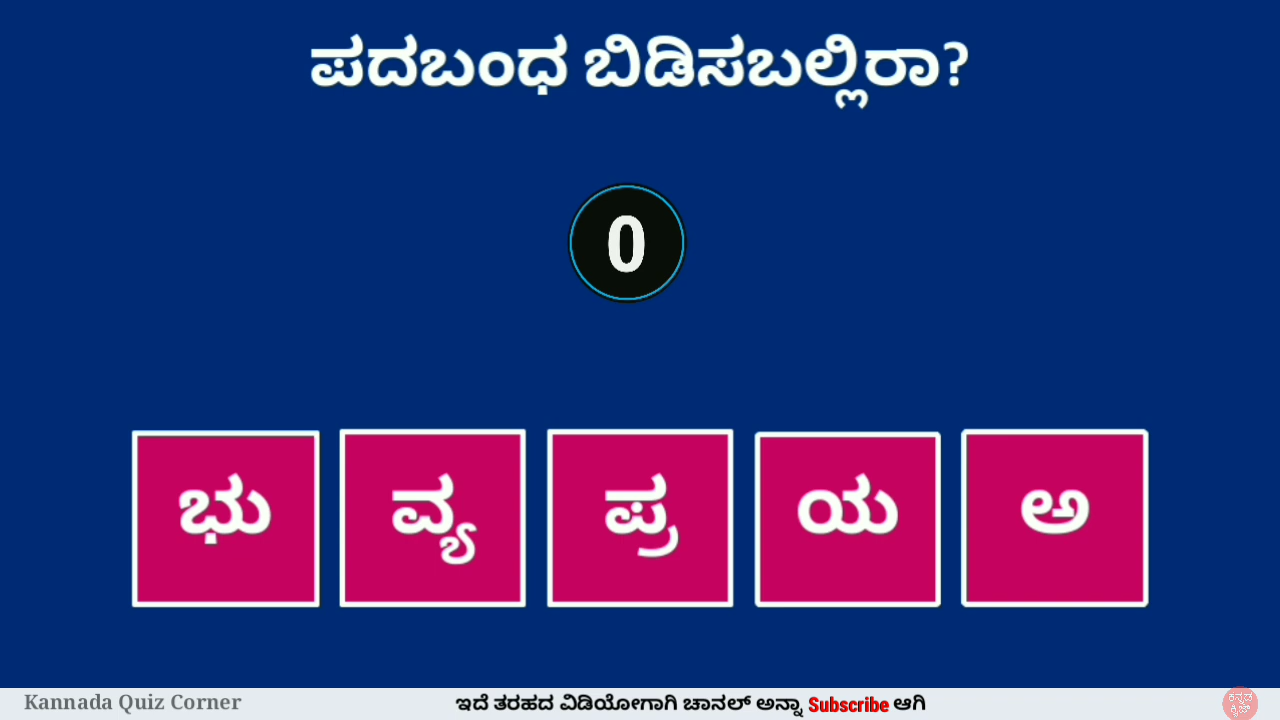 ಪದಬಂಧ ಬಿಡಿಸಬಲ್ಲಿರಾ?
0
ಭು ವ್ಯ ಪ್ರ ಯ ಅ
Kannada Quiz Corner
ಇದೆ ತರಹದ ವಿಡಿಯೋಗಾಗಿ ಚಾನಲ್ ಅನ್ನಾ Subscribe ಆಗಿ